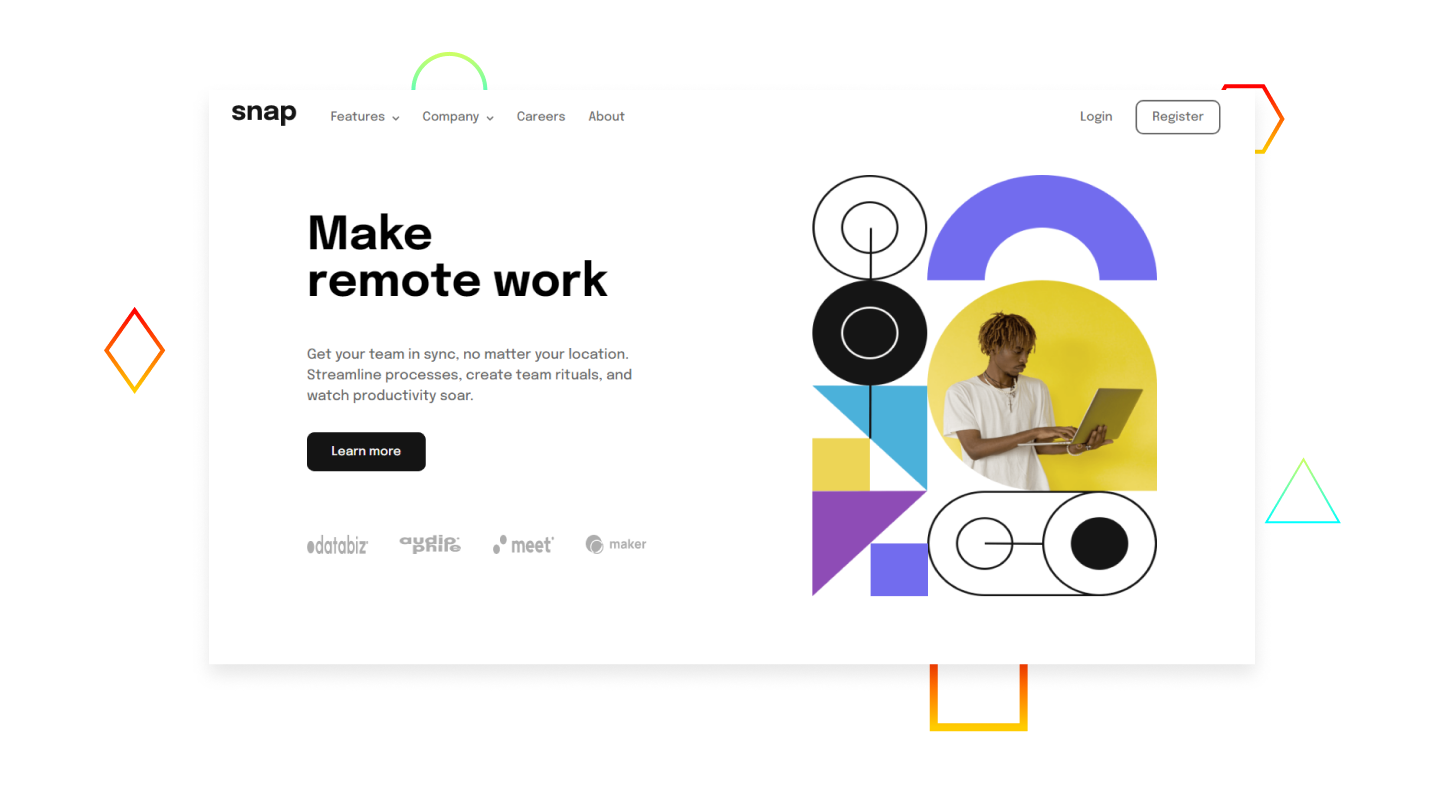 snap
Features
Company
Careers
About
Login
Register
Make
remote work
Get your team in sync, no matter your location.
Streamline processes, create team rituals, and
watch productivity soar.
Learn more
databiz
audiophile
meet
maker